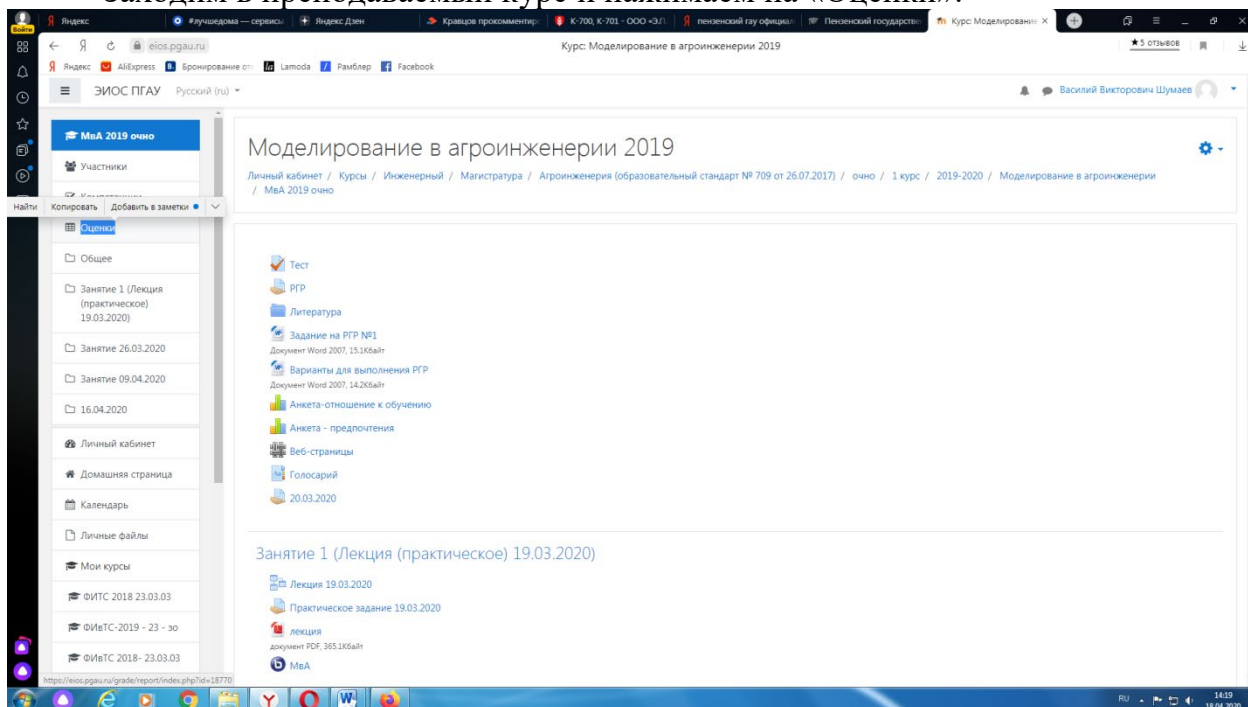 Заходим в преподаваемый курс и нажимаем на «Оценки».
Войти
Яндекс
#лучшедома — сервисы
Яндекс.Дзен
Кравцов прокомментир
К-700, К-701 - ООО «Э.П.
пензенский гау официал
Пензенский государстве
Курс: Моделирование
eios.pgau.ru
Курс: Моделирование в агроинженерии 2019
★5 отзывов
Яндекс
AliExpress
Бронирование от
Lamoda
Рамблер
Facebook
ЭИОС ПГАУ Русский (ru)
Василий Викторович Шумаев
МвА 2019 очно
Участники
Компетенции
Найти Копировать Добавить в заметки
Оценки
Общее
Занятие 1 (Лекция
(практическое)
19.03.2020)
Занятие 26.03.2020
Занятие 09.04.2020
16.04.2020
Личный кабинет
Домашняя страница
Календарь
Личные файлы
Мои курсы
ФИТС 2018 23.03.03
ФИвТС-2019 - 23 - зо
ФИвТС 2018- 23.03.03
https://eios.pgau.ru/grade/report/index.php?id=18770
Моделирование в агроинженерии 2019
Личный кабинет / Курсы / Инженерный / Магистратура / Агроинженерия (образовательный стандарт № 709 от 26.07.2017) / очно / 1 курс / 2019-2020 / Моделирование в агроинженерии
/ МвА 2019 очно
Тест
РГР
Литература
Задание на РГР №1
Документ Word 2007, 15.1Кбайт
Варианты для выполнения РГР
Документ Word 2007, 14.2Кбайт
Анкета-отношение к обучению
Анкета - предпочтения
Веб-страницы
Голосарий
20.03.2020
Занятие 1 (Лекция (практическое) 19.03.2020)
Лекция 19.03.2020
Практическое задание 19.03.2020
лекция
документ PDF, 365.1Кбайт
МвА
RU
14:19
18.04.2020